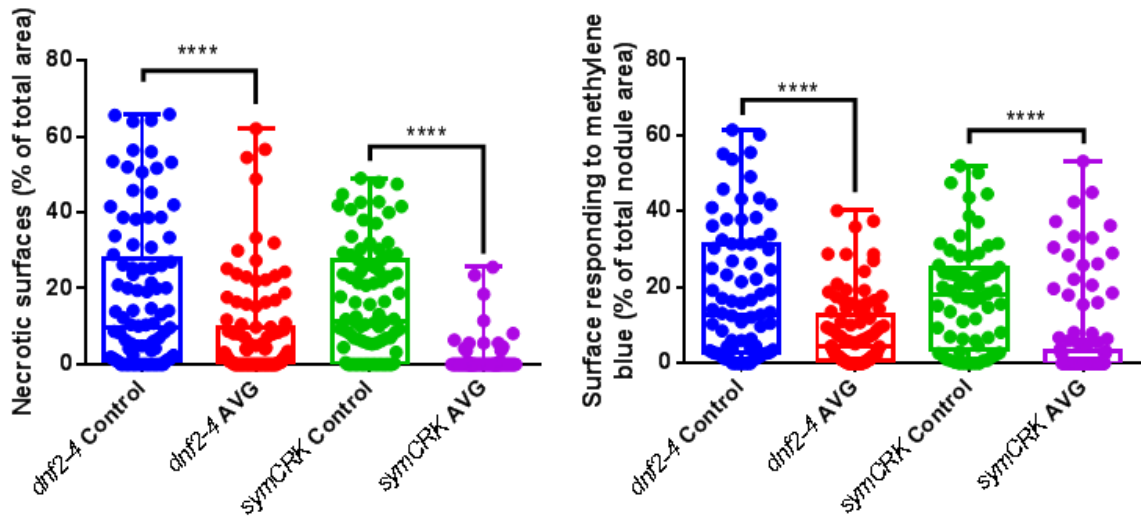 Necrotic surfaces (% of total area)
80
60
40
20
0
****
****
dnf2-4 Control
dnf2-4 AVG
symCRK Control
symCRK AVG
Surface responding to methylene
blue (% of total nodule area)
80
60
40
20
0
****
****
dnf2-4 Control
dnf2-4 AVG
symCRK Control
symCRK AVG